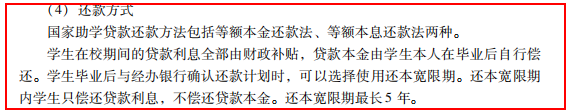 （4）还款方式
国家助学贷款还款方法包括等额本金还款法、等额本息还款法两种。
学生在校期间的贷款利息全部由财政补贴，贷款本金由学生本人在毕业后自行偿
还。学生毕业后与经办银行确认还款计划时，可以选择使用还本宽限期。还本宽限期
内学生只偿还贷款利息，不偿还贷款本金。还本宽限期最长 5 年。